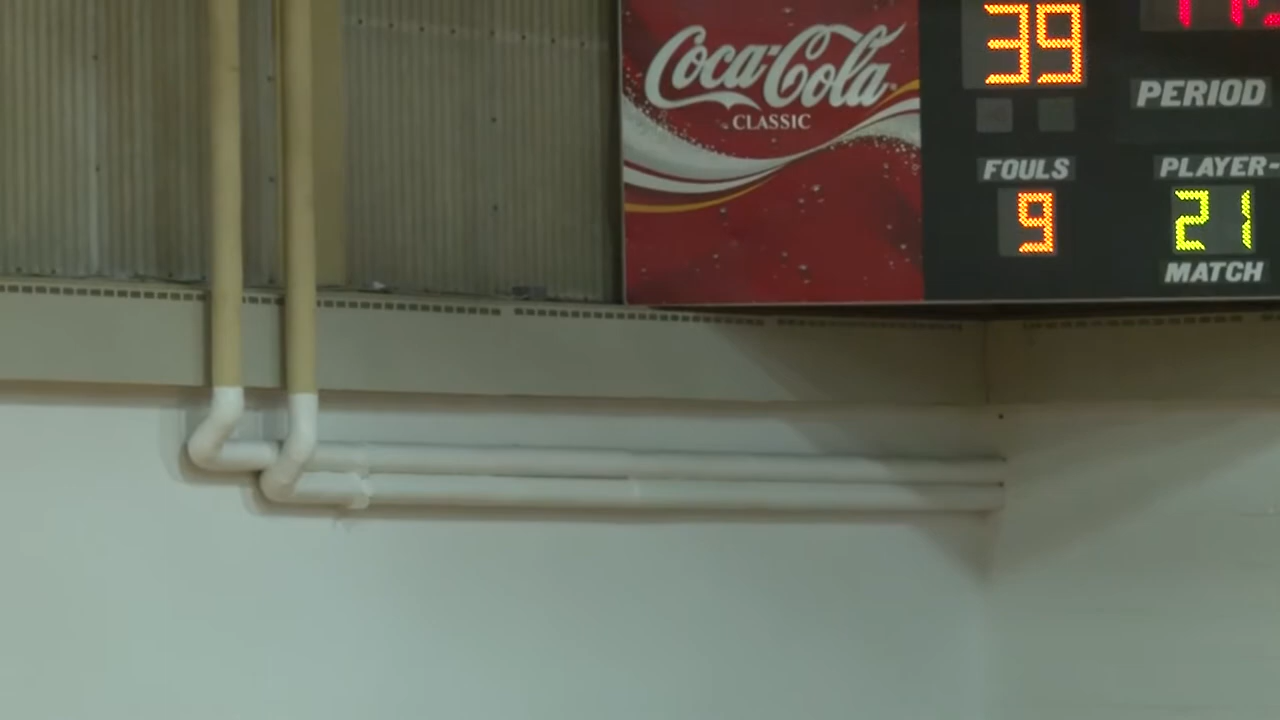 Coca-Cola
CLASSIC
39
PERIOD
FOULS
PLAYER-
9
21
MATCH